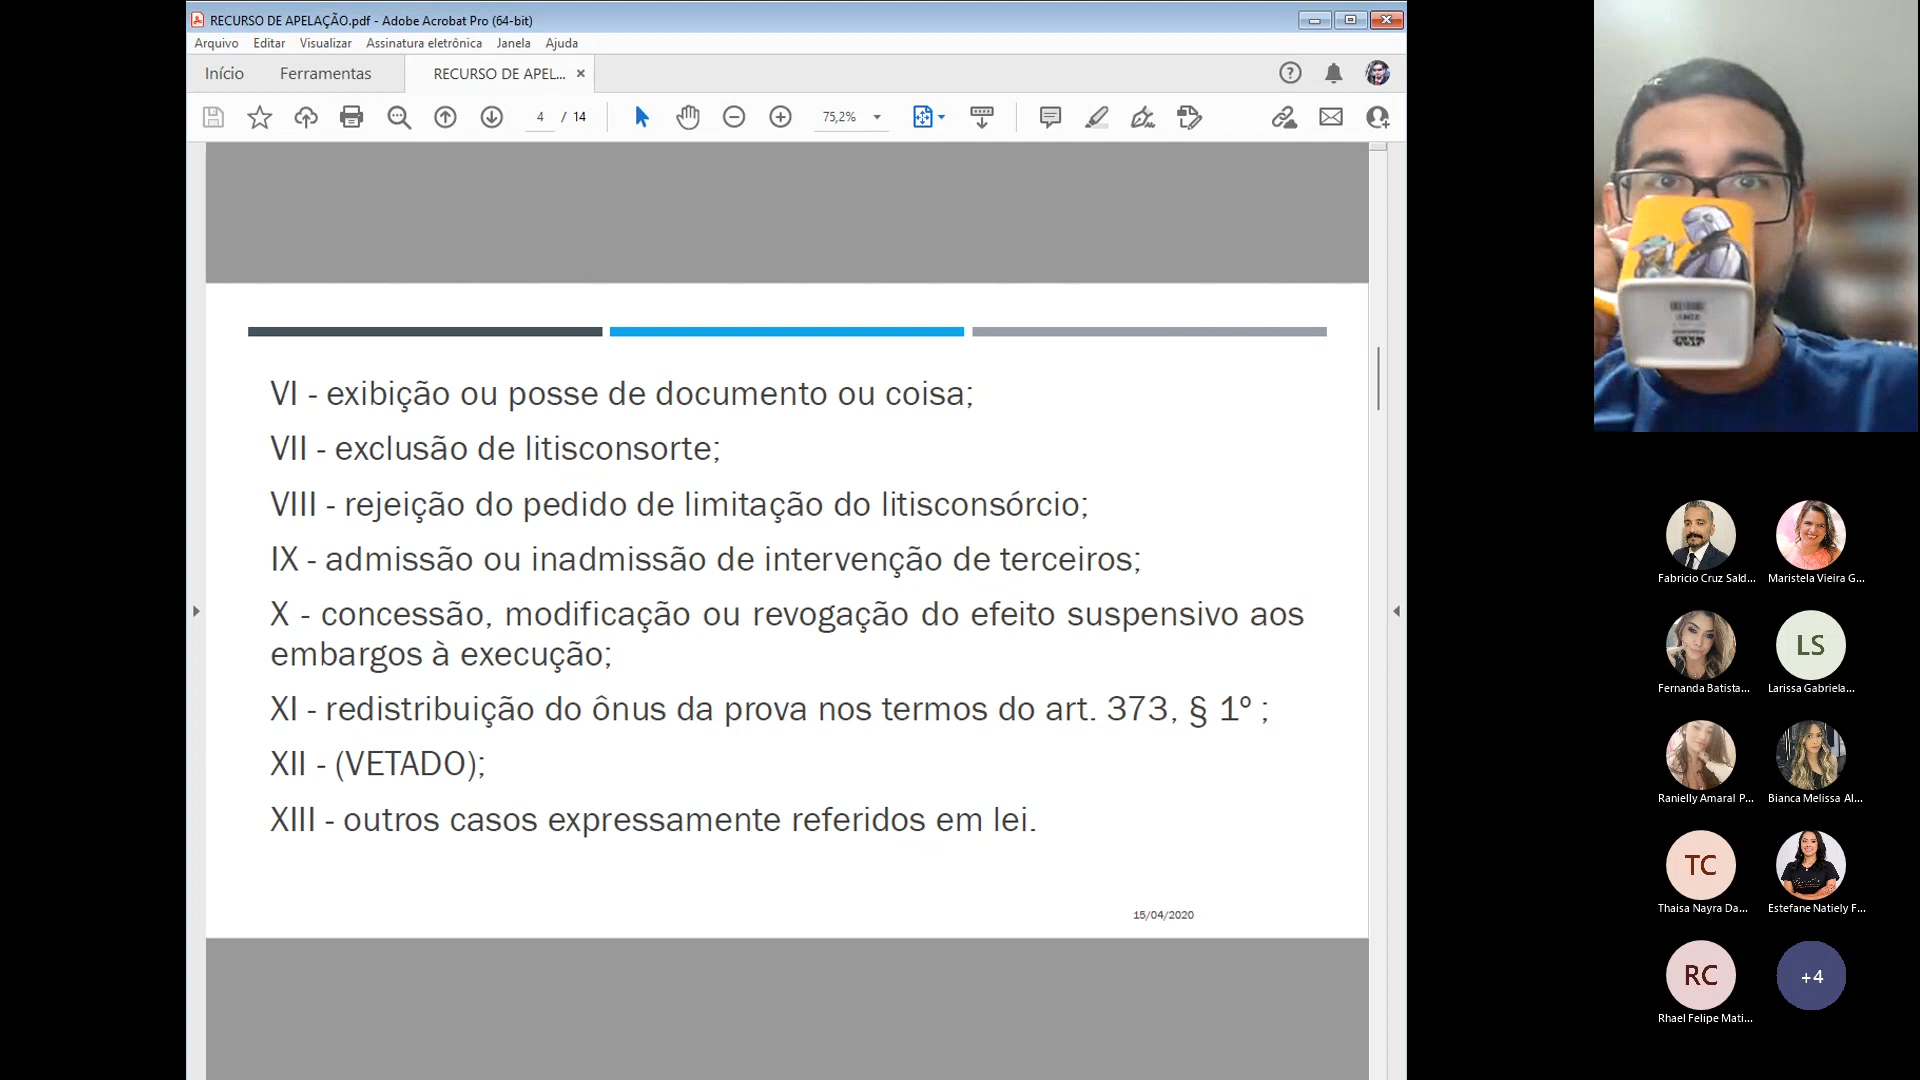 RECURSO DE APELAÇÃO.pdf - Adobe Acrobat Pro (64-bit)
Arquivo Editar Visualizar Assinatura eletrônica Janela Ajuda
Início Ferramentas RECURSO DE APEL...
4 / 14 75,2%
VI - exibição ou posse de documento ou coisa;
VII - exclusão de litisconsorte;
VIII - rejeição do pedido de limitação do litisconsórcio;
IX - admissão ou inadmissão de intervenção de terceiros;
X - concessão, modificação ou revogação do efeito suspensivo aos
embargos à execução;
XI - redistribuição do ônus da prova nos termos do art. 373, § 1º ;
XII - (VETADO);
XIII - outros casos expressamente referidos em lei.
15/04/2020
Fabricio Cruz Sald... Maristela Vieira G...
LS
Fernanda Batista... Larissa Gabriela...
Ranielly Amaral P... Bianca Melissa Al...
TC
Thaisa Nayra Da... Estefane Natiely F...
RC +4
Rhael Felipe Mati...